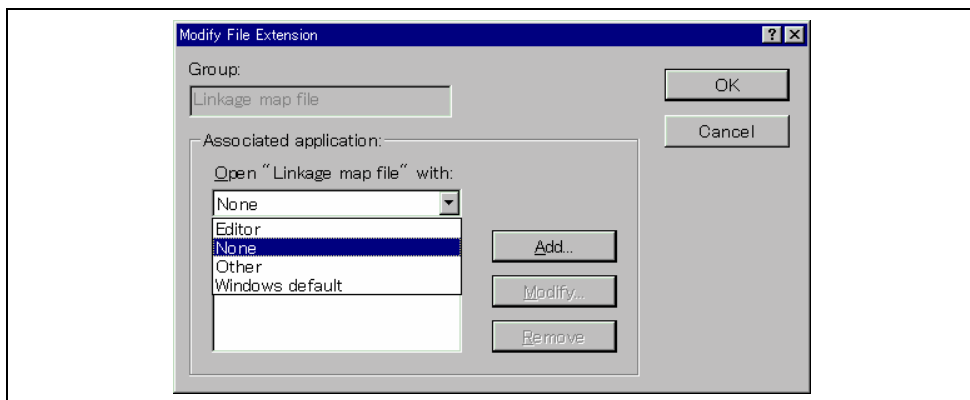 Modify File Extension
Group:
Linkage map file
OK
Cancel
Associated application:
Open "Linkage map file" with:
None
Editor
None
Other
Windows default
Add...
Modify...
Remove